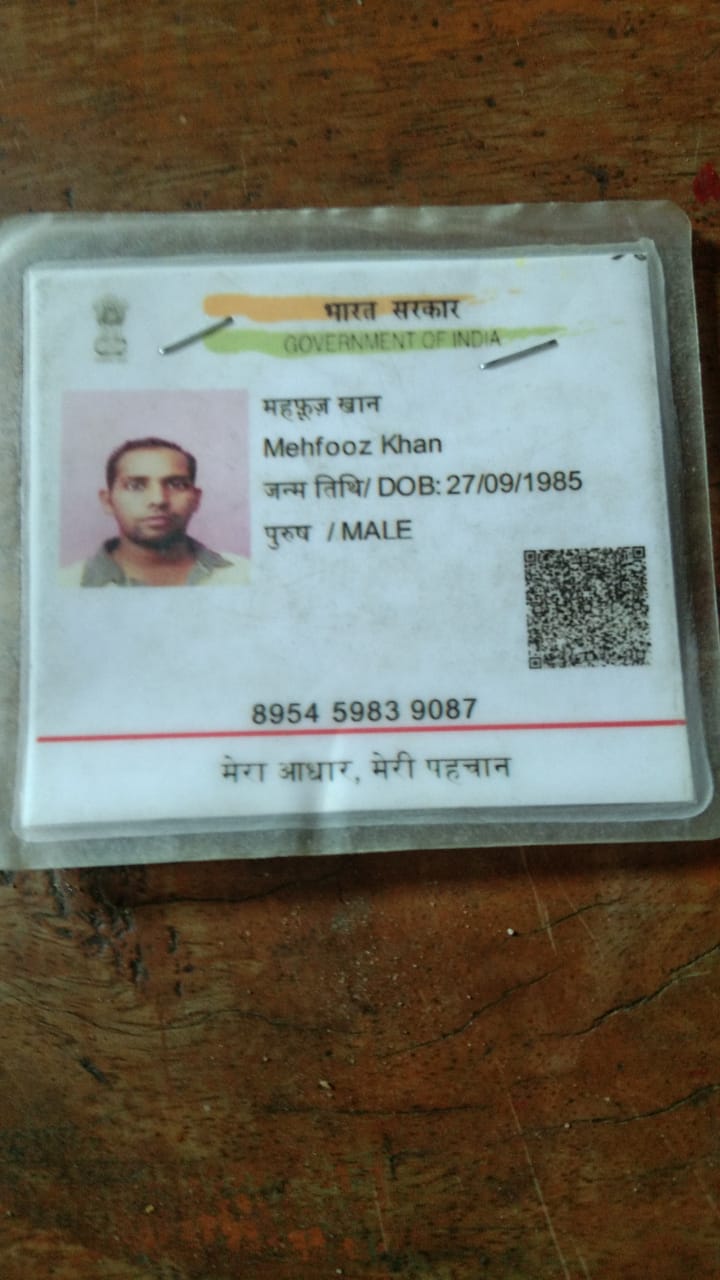 भारत सरकार
GOVERNMENT OF INDIA
महफ़ूज़ खान
Mehfooz Khan
जन्म तिथि/ DOB: 27/09/1985
पुरुष / MALE
8954 5983 9087
मेरा आधार, मेरी पहचान